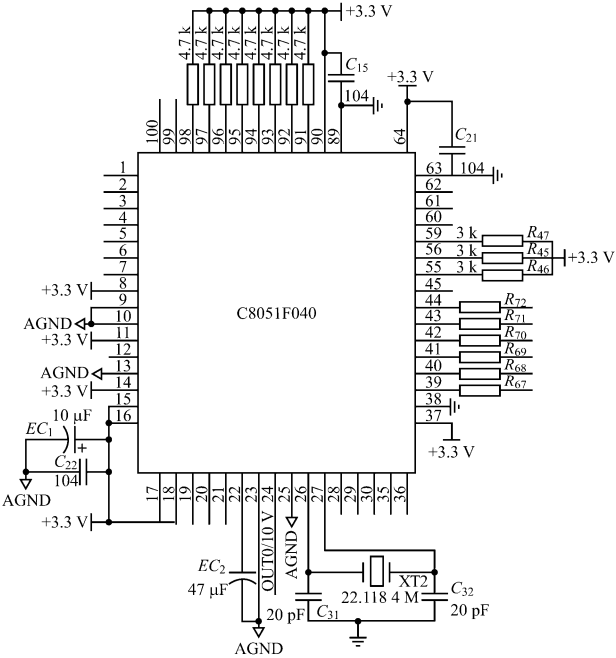 +3.3 V
4.7 k 4.7 k 4.7 k 4.7 k 4.7 k 4.7 k 4.7 k 4.7 k
C15
104
+3.3 V
C21
104
100 99 98 97 96 95 94 93 92 91 90 89 64
1 63
2 62
3 61
4 60
5 59 3 k R47
6 56 3 k R45 +3.3 V
7 55 3 k R46
+3.3 V 8 45
9 44 R72
AGND 10 43 R71
+3.3 V 11 42 R70
12 41 R69
AGND 13 40 R68
+3.3 V 14 39 R67
15 38
16 37
C8051F040
+3.3 V
EC1 10 μF
+
C22
104
AGND
+3.3 V
17 18 19 20 21 22 23 24 25 26 27 28 29 30 35 36
OUT0/10 V
AGND
EC2
47 μF
XT2
22.118 4 M
C32
20 pF
20 pF C31
AGND